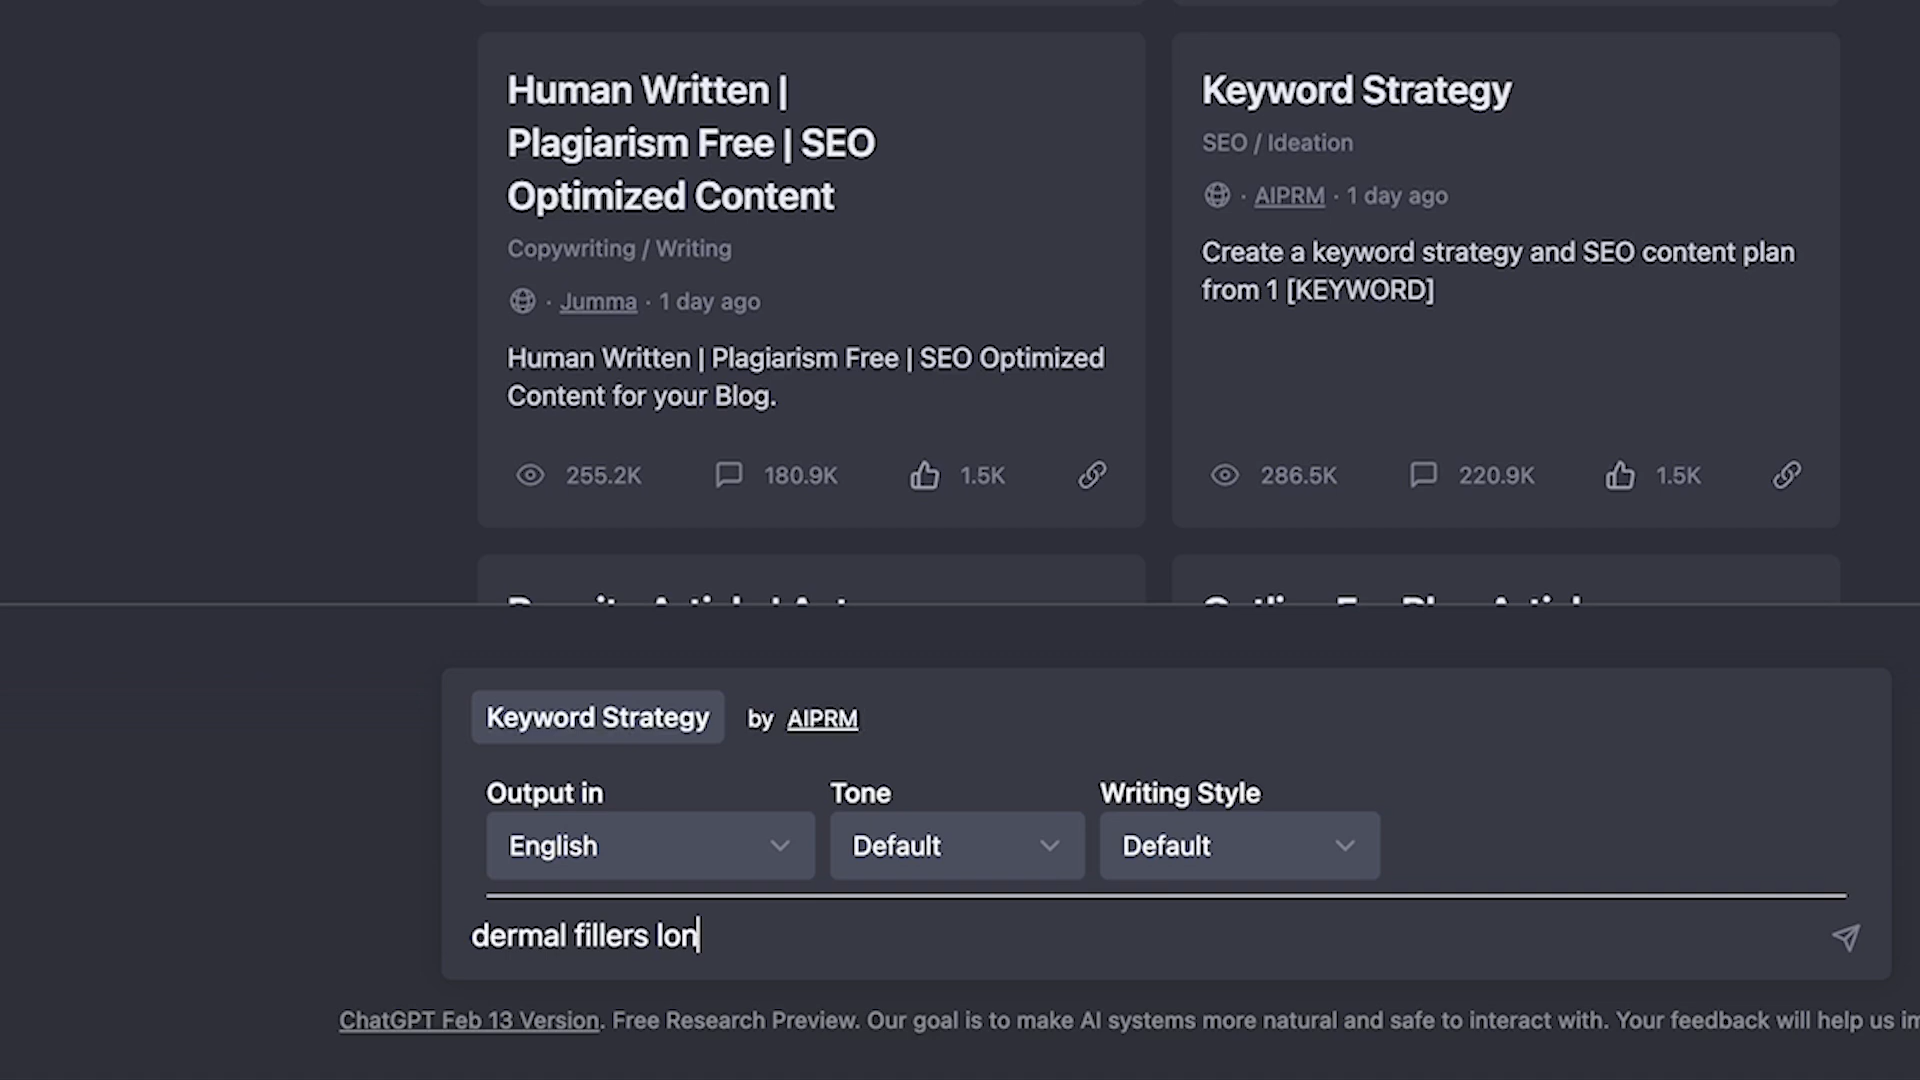 Human Written |
Plagiarism Free | SEO
Optimized Content
Copywriting / Writing
· Jumma · 1 day ago
Human Written | Plagiarism Free | SEO Optimized
Content for your Blog.
255.2K 180.9K 1.5K
Keyword Strategy
SEO / Ideation
· AIPRM · 1 day ago
Create a keyword strategy and SEO content plan
from 1 [KEYWORD]
286.5K 220.9K 1.5K
Keyword Strategy by AIPRM
Output in Tone Writing Style
English Default Default
dermal fillers lon
ChatGPT Feb 13 Version. Free Research Preview. Our goal is to make AI systems more natural and safe to interact with. Your feedback will help us